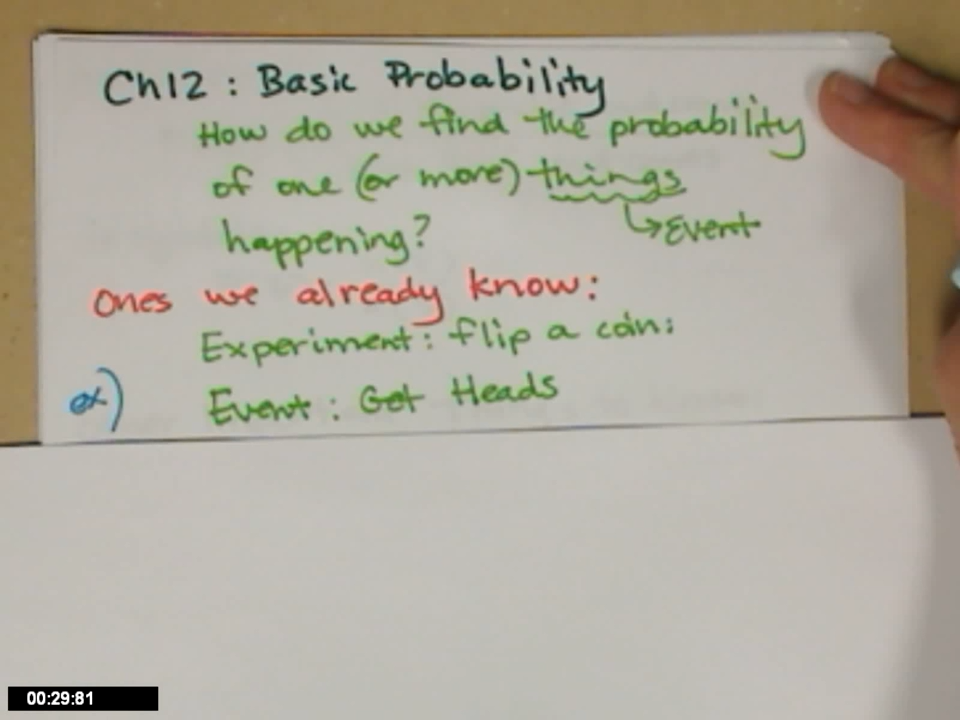 Ch12 : Basic Probability
How do we find the probability
of one (or more) things
happening?
↳Event
Ones we already know:
Experiment: flip a coin:
ex) Event: Get Heads
00:29:81